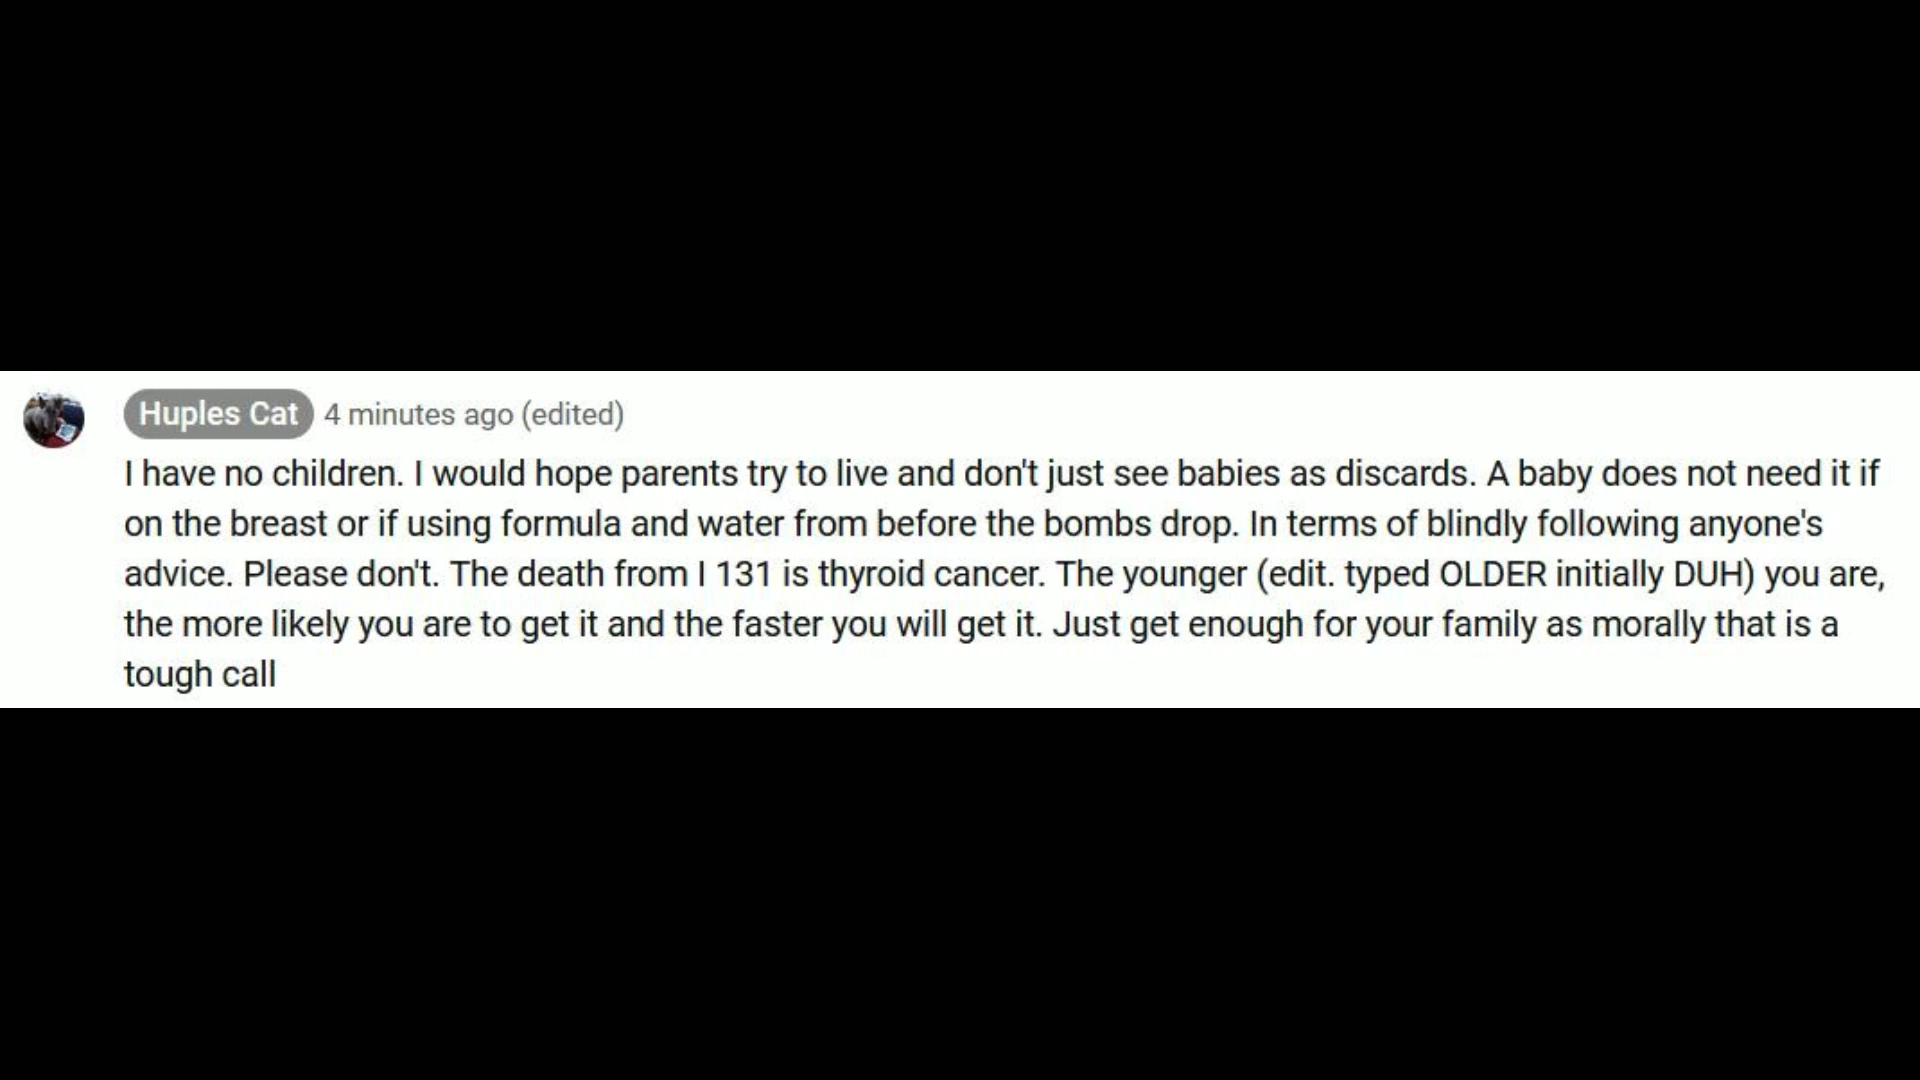 Huples Cat 4 minutes ago (edited)
I have no children. I would hope parents try to live and don't just see babies as discards. A baby does not need it if
on the breast or if using formula and water from before the bombs drop. In terms of blindly following anyone's
advice. Please don't. The death from I 131 is thyroid cancer. The younger (edit. typed OLDER initially DUH) you are,
the more likely you are to get it and the faster you will get it. Just get enough for your family as morally that is a
tough call